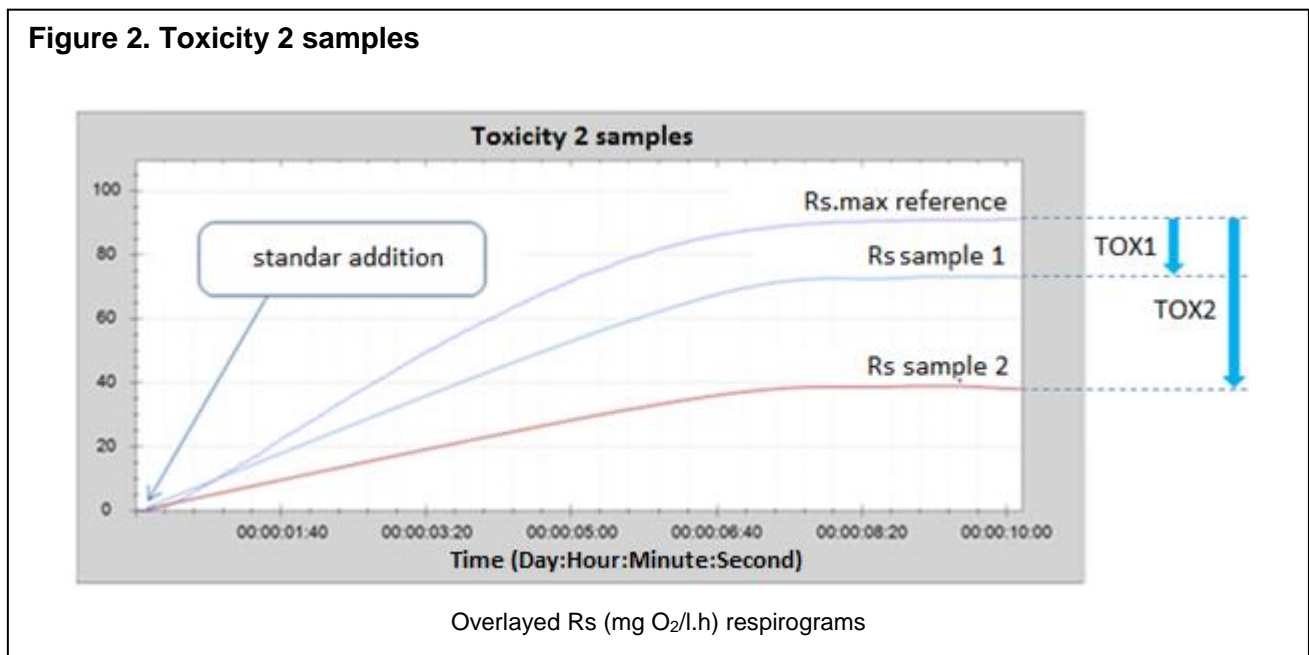 Figure 2. Toxicity 2 samples
Toxicity 2 samples
100
80
60
40
20
0
standar addition
Rs.max reference
Rs sample 1
Rs sample 2
TOX1
TOX2
00:00:01:40 00:00:03:20 00:00:05:00 00:00:06:40 00:00:08:20 00:00:10:00
Time (Day:Hour:Minute:Second)
Overlayed Rs (mg O₂/l.h) respirograms